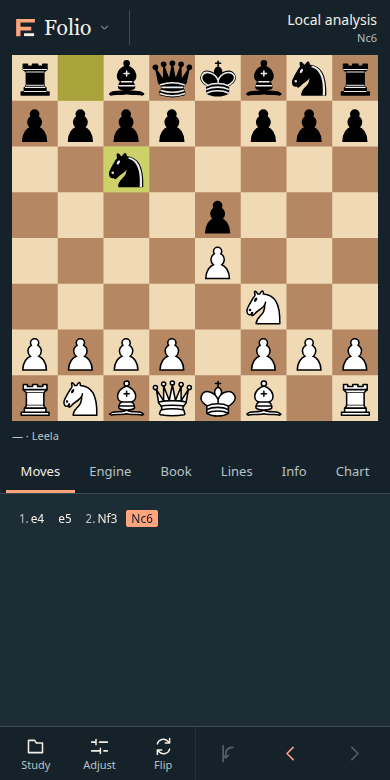 Folio
Local analysis
Nc6
— · Leela
Moves Engine Book Lines Info Chart
1. e4 e5 2. Nf3 Nc6
Study Adjust Flip